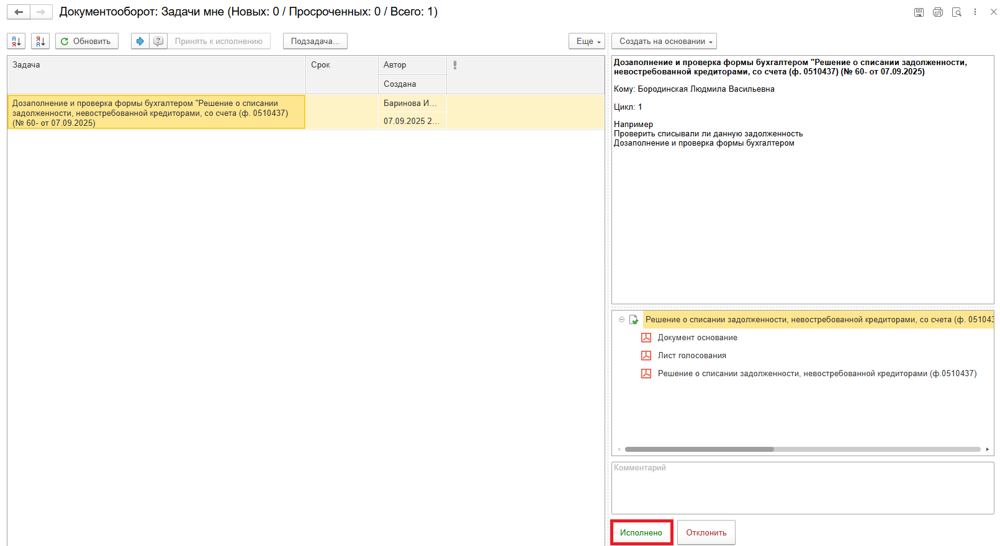 Документооборот: Задачи мне (Новых: 0 / Просроченных: 0 / Всего: 1)
Обновить
Принять к исполнению
Подзадача...
Еще
Создать на основании
Задача
Срок
Автор
Создана
Дозаполнение и проверка формы бухгалтером "Решение о списании
задолженности, невостребованной кредиторами, со счета (ф. 0510437)
(№ 60- от 07.09.2025)
Баринова И...
07.09.2025 2...
Дозаполнение и проверка формы бухгалтером "Решение о списании задолженности,
невостребованной кредиторами, со счета (ф. 0510437) (№ 60- от 07.09.2025)
Кому: Бородинская Людмила Васильевна
Цикл: 1
Например
Проверить списывали ли данную задолженность
Дозаполнение и проверка формы бухгалтером
Решение о списании задолженности, невостребованной кредиторами, со счета (ф. 05104
Документ основание
Лист голосования
Решение о списании задолженности, невостребованной кредиторами (ф.0510437)
Комментарий
Исполнено
Отклонить